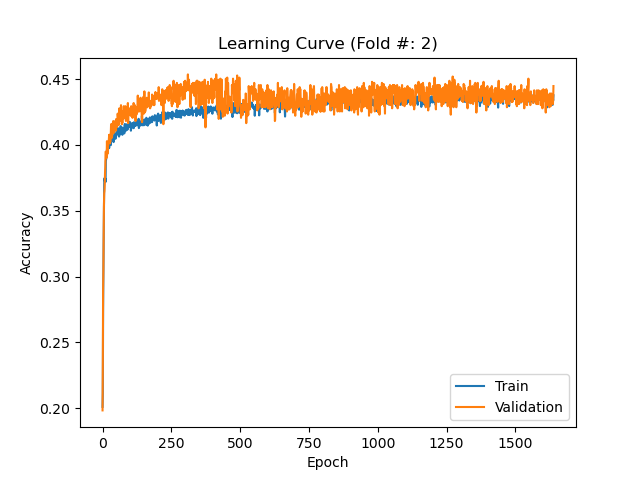 Learning Curve (Fold #: 2)
0.45
0.40
0.35
0.30
0.25
0.20
Accuracy
Train
Validation
0 250 500 750 1000 1250 1500
Epoch